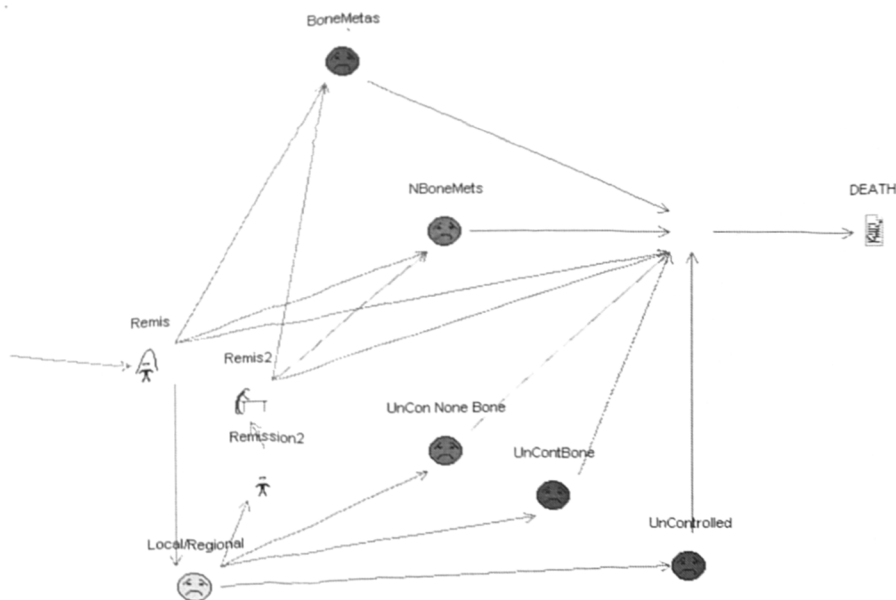 BoneMetas
NBoneMets
DEATH
Remis
Remis2
UnCon None Bone
Remission2
UnContBone
UnControlled
Local/Regional